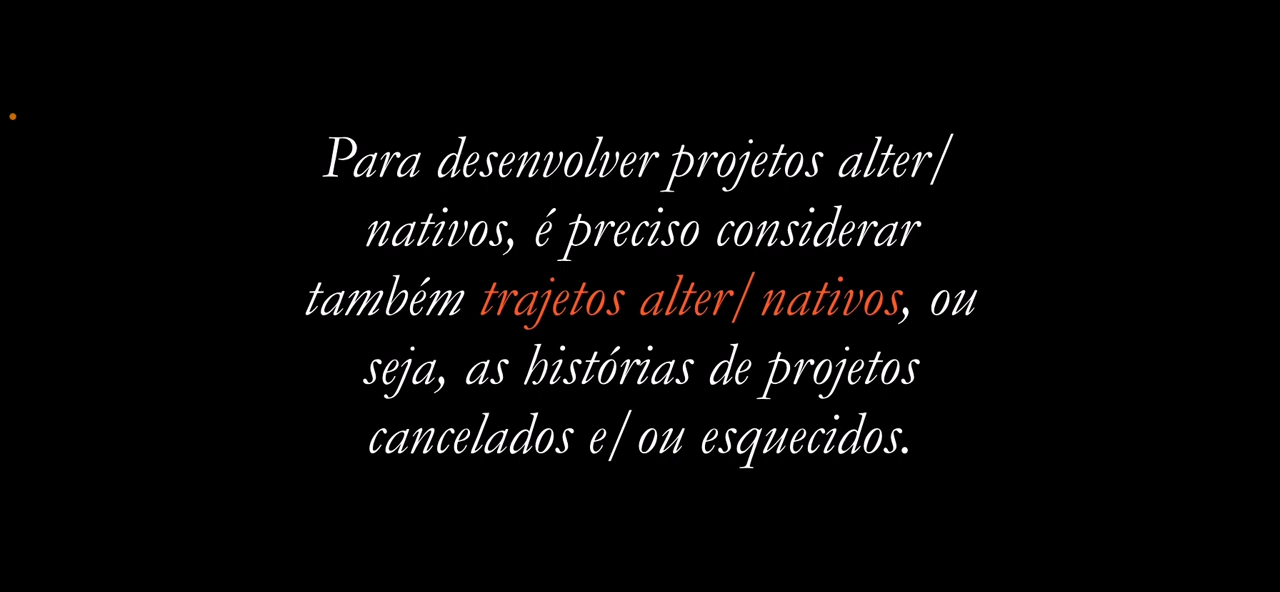 Para desenvolver projetos alter/
nativos, é preciso considerar
também trajetos alter/nativos, ou
seja, as histórias de projetos
cancelados e/ou esquecidos.